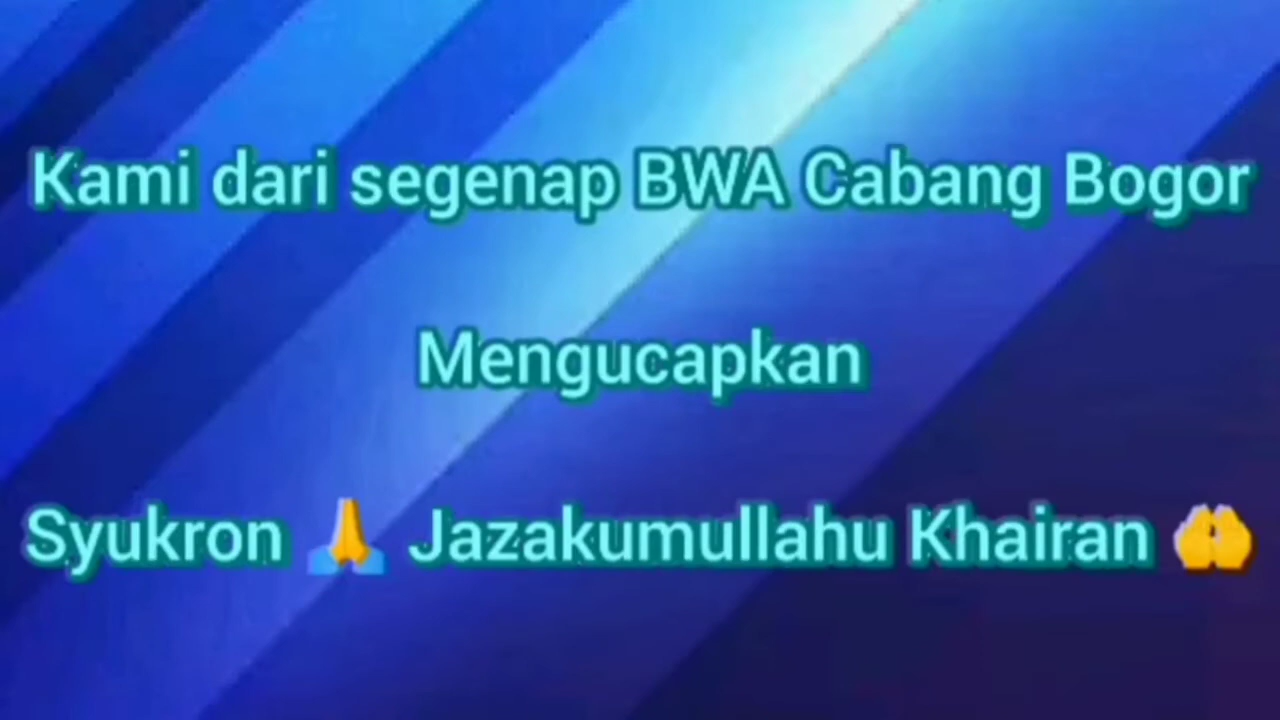 Kami dari segenap BWA Cabang Bogor
Mengucapkan
Syukron 🙏 Jazakumullahu Khairan 🤲